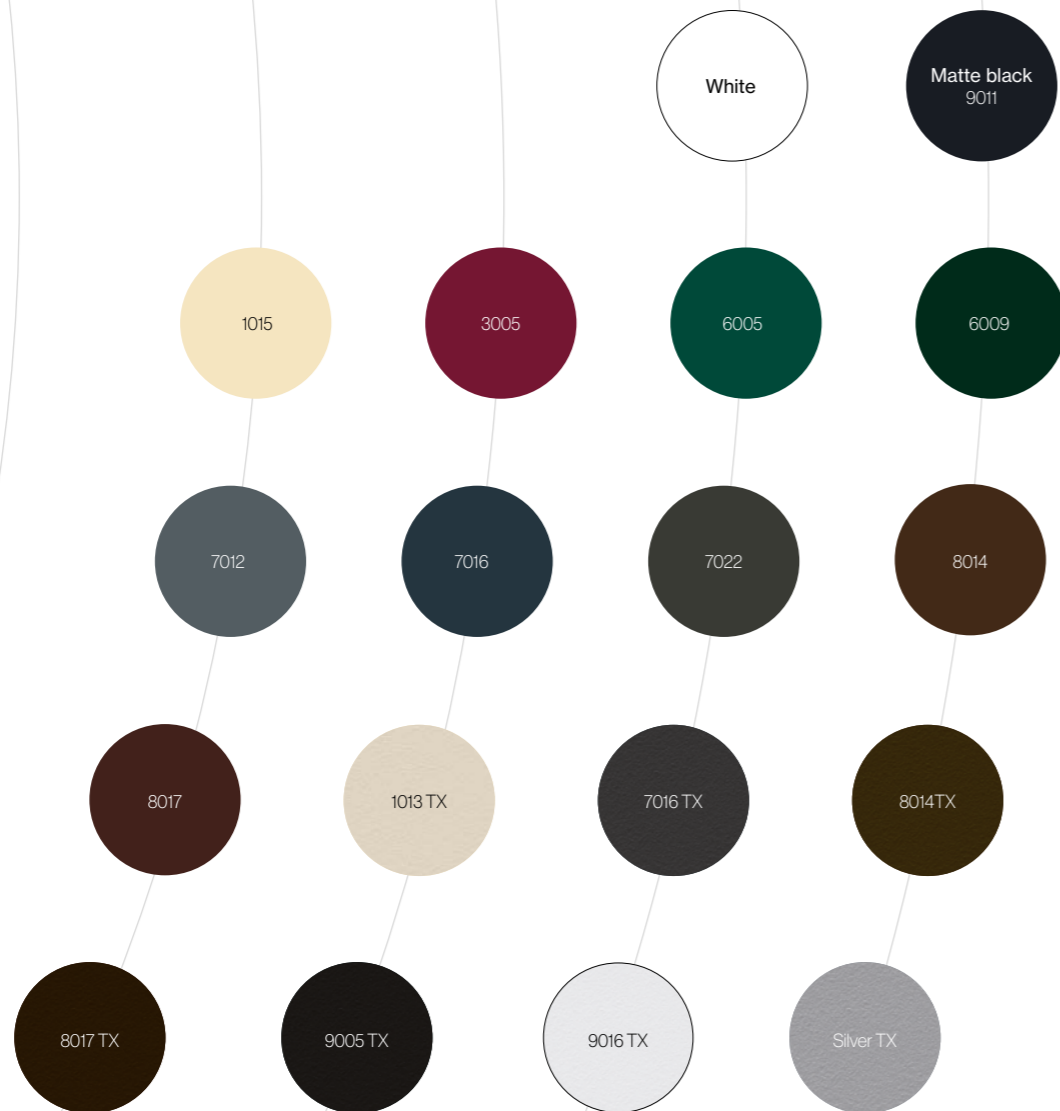 White
Matte black
9011
1015
3005
6005
6009
7012
7016
7022
8014
8017
1013 TX
7016 TX
8014TX
8017 TX
9005 TX
9016 TX
Silver TX